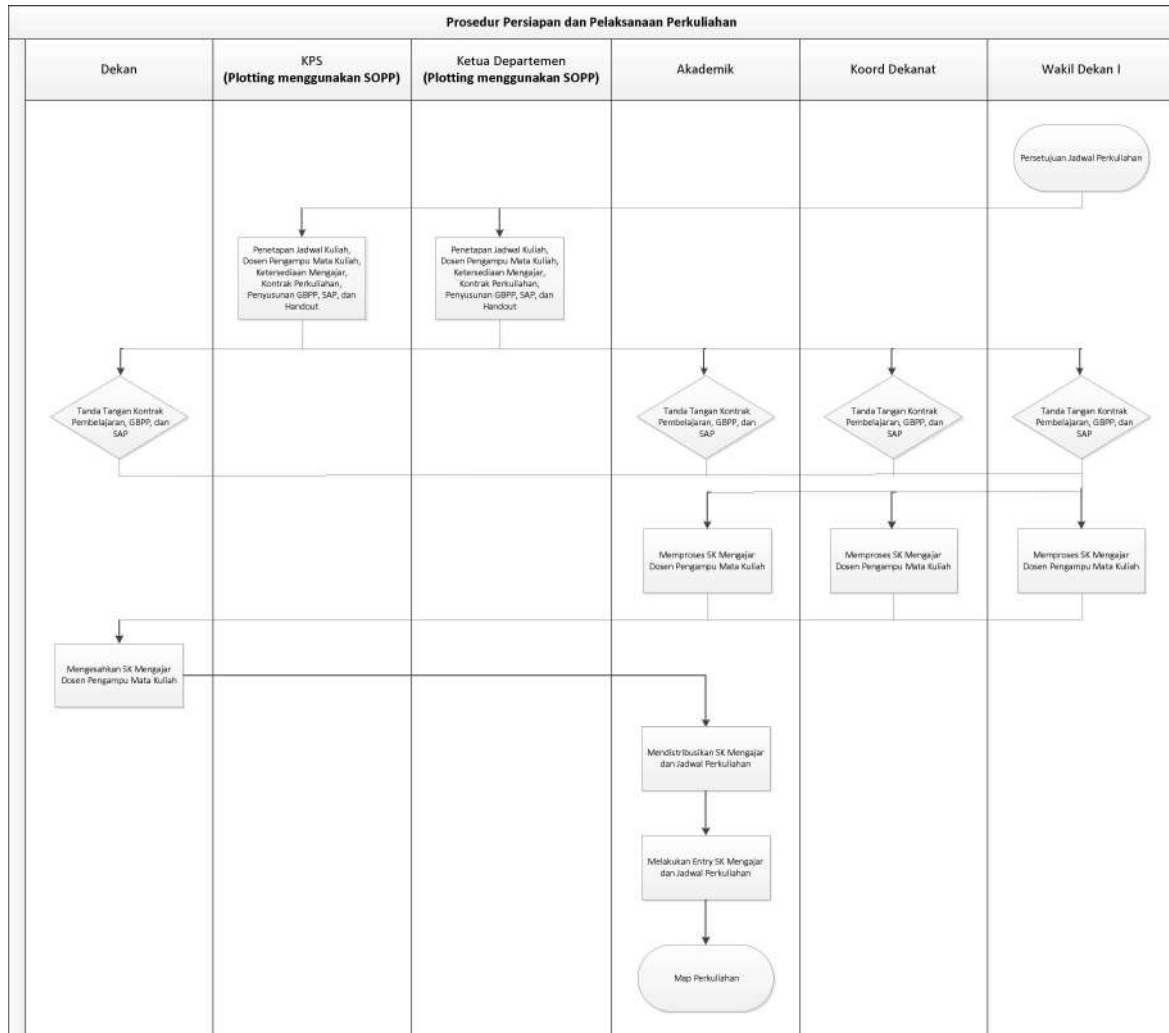 Prosedur Persiapan dan Pelaksanaan Perkuliahan
Dekan
KPS
(Plotting menggunakan SOPP)
Ketua Departemen
(Plotting menggunakan SOPP)
Akademik
Koord Dekanat
Wakil Dekan I
Persetujuan Jadwal Perkuliahan
Penetapan Jadwal Kuliah,
Dosen Pengampu Mata Kuliah,
Ketersediaan Mengajar,
Kontrak Perkuliahan,
Penyusunan GBPP, SAP, dan
Handout
Penetapan Jadwal Kuliah,
Dosen Pengampu Mata Kuliah,
Ketersediaan Mengajar,
Kontrak Perkuliahan,
Penyusunan GBPP, SAP, dan
Handout
Tanda Tangan Kontrak
Pembelajaran, GBPP, dan
SAP
Tanda Tangan Kontrak
Pembelajaran, GBPP, dan
SAP
Tanda Tangan Kontrak
Pembelajaran, GBPP, dan
SAP
Tanda Tangan Kontrak
Pembelajaran, GBPP, dan
SAP
Memproses SK Mengajar
Dosen Pengampu Mata Kuliah
Memproses SK Mengajar
Dosen Pengampu Mata Kuliah
Memproses SK Mengajar
Dosen Pengampu Mata Kuliah
Mengesahkan SK Mengajar
Dosen Pengampu Mata Kuliah
Mendistribusikan SK Mengajar
dan Jadwal Perkuliahan
Melakukan Entry SK Mengajar
dan Jadwal Perkuliahan
Map Perkuliahan